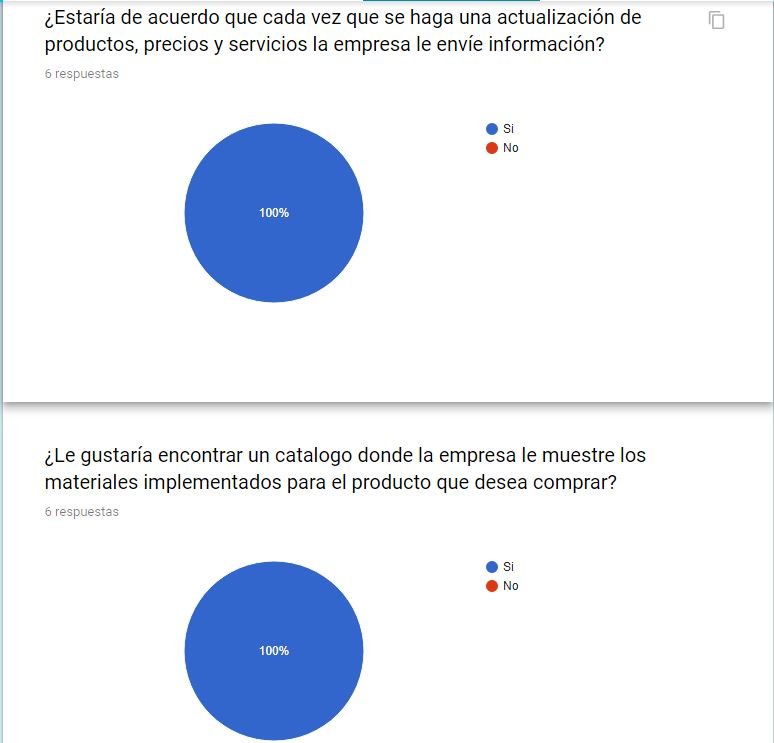 ¿Estaría de acuerdo que cada vez que se haga una actualización de
productos, precios y servicios la empresa le envíe información?
6 respuestas
Si
No
100%
¿Le gustaría encontrar un catalogo donde la empresa le muestre los
materiales implementados para el producto que desea comprar?
6 respuestas
Si
No
100%